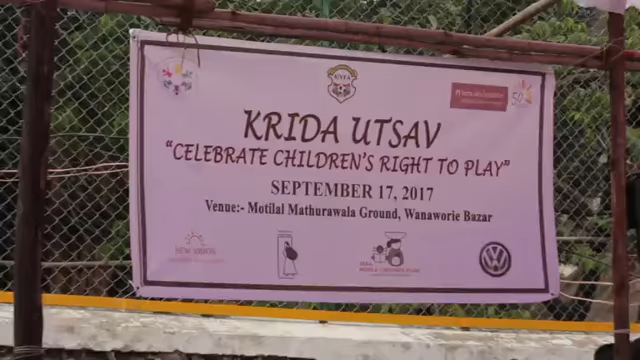 KRIDA UTSAV
"CELEBRATE CHILDREN'S RIGHT TO PLAY"
SEPTEMBER 17, 2017
Venue:- Motilal Mathurawala Ground, Wanaworie Bazar